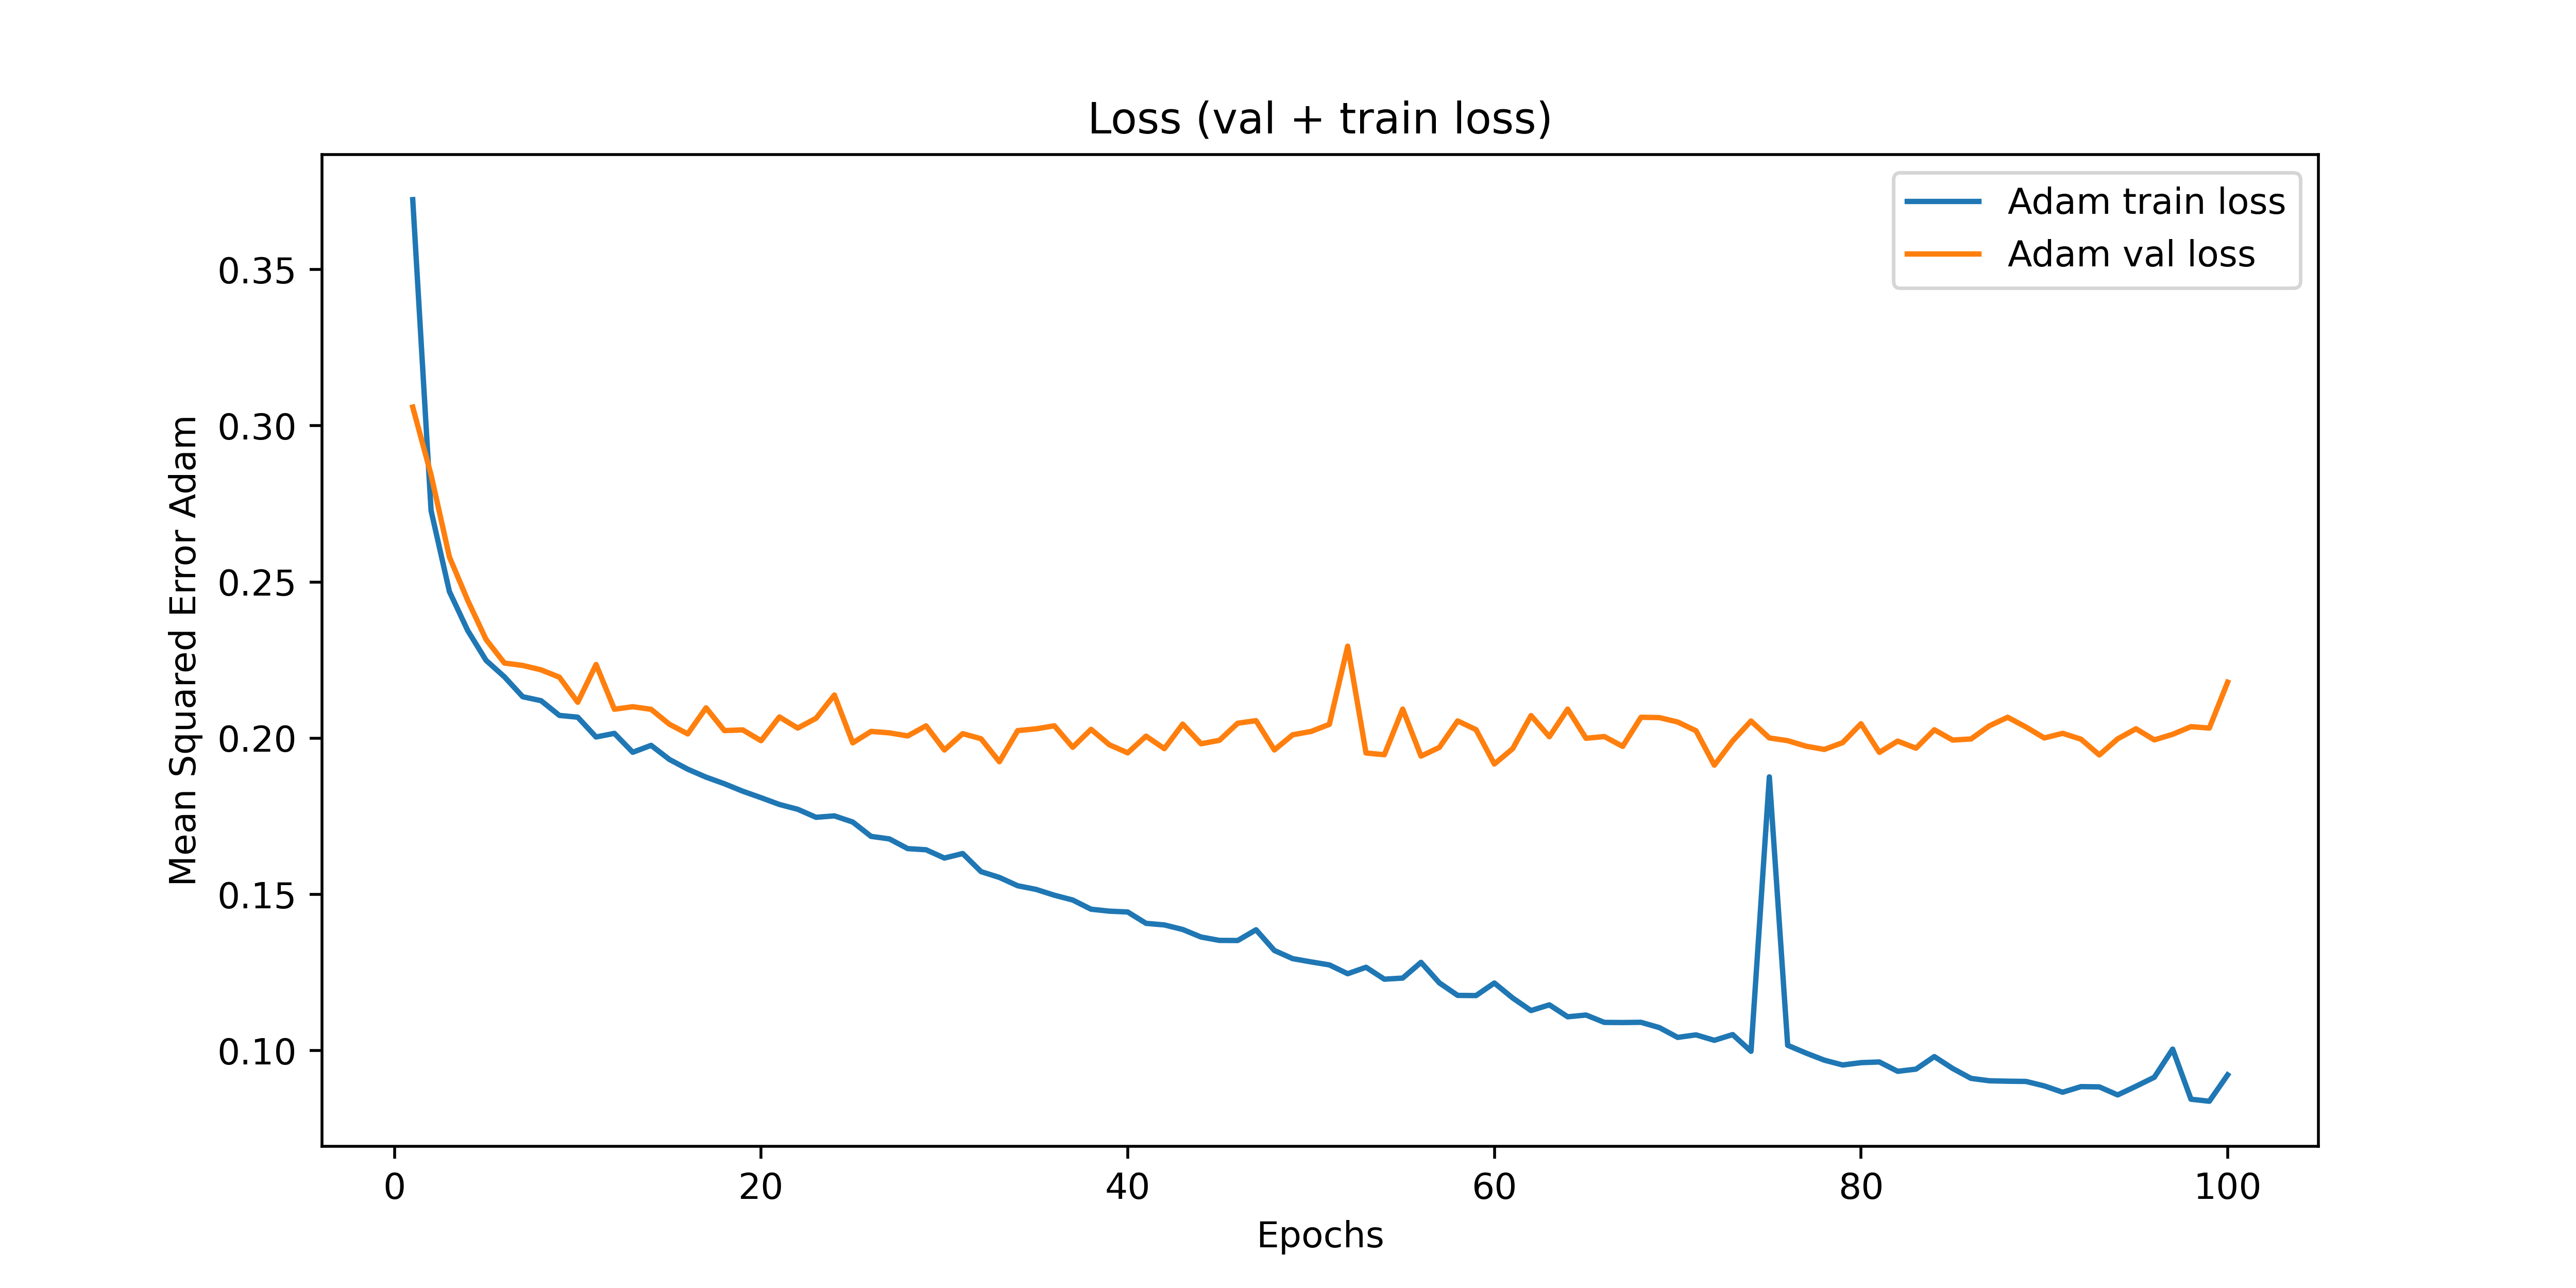 Loss (val + train loss)
Adam train loss
Adam val loss
Mean Squared Error Adam
0.35
0.30
0.25
0.20
0.15
0.10
0 20 40 60 80 100
Epochs